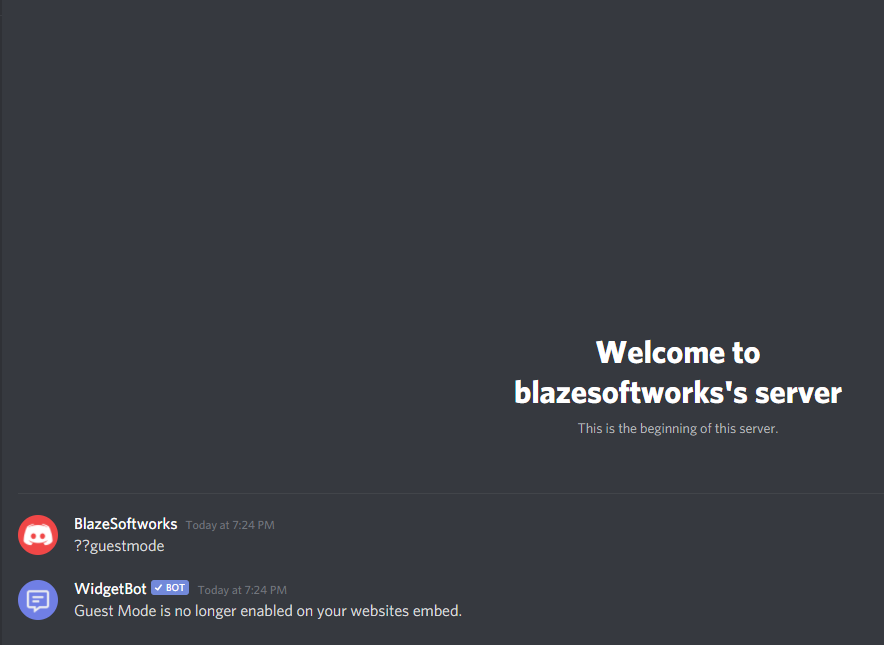 Welcome to
blazesoftworks's server
This is the beginning of this server.
BlazeSoftworks Today at 7:24 PM
??guestmode
WidgetBot ✓ BOT Today at 7:24 PM
Guest Mode is no longer enabled on your websites embed.